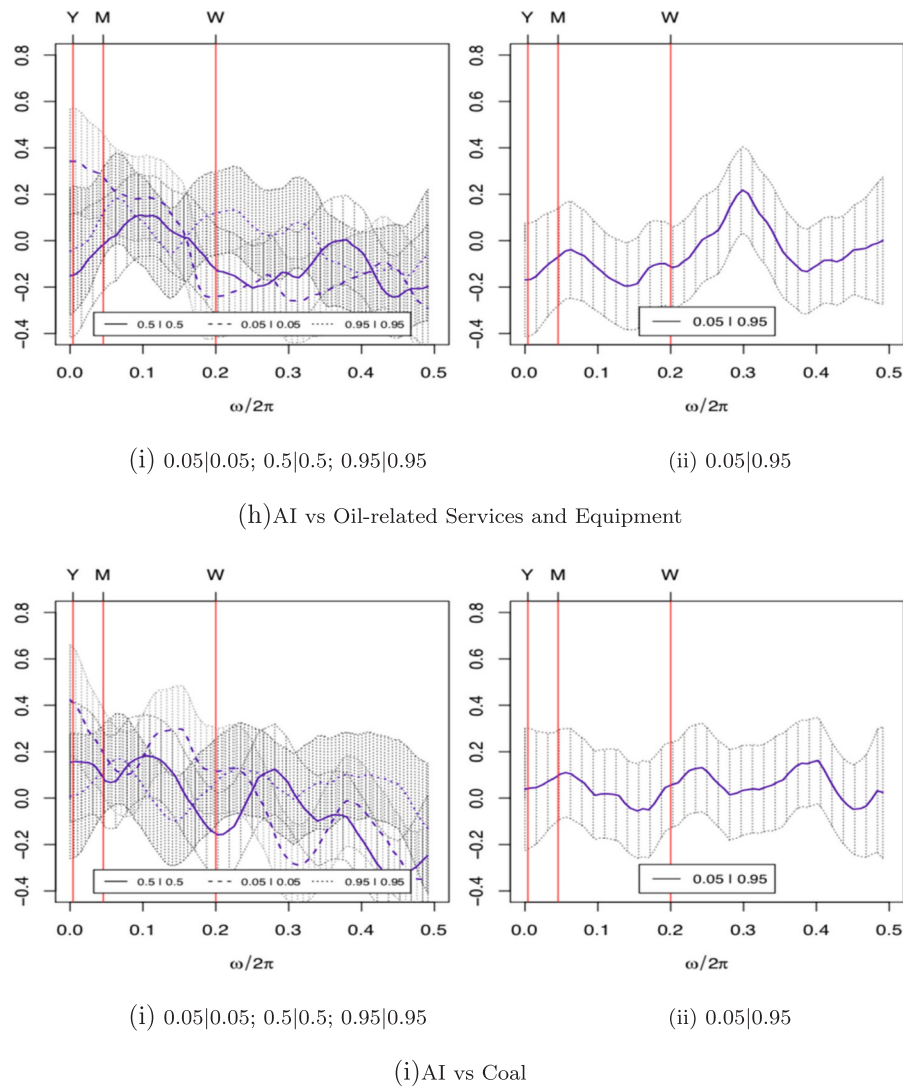 Y M W
Y M W
0.8
0.6
0.4
0.2
0.0
−0.2
−0.4
0.5 | 0.5 0.05 | 0.05 0.95 | 0.95
0.0 0.1 0.2 0.3 0.4 0.5
ω/2π
0.8
0.6
0.4
0.2
0.0
−0.2
−0.4
0.05 | 0.95
0.0 0.1 0.2 0.3 0.4 0.5
ω/2π
(i) 0.05|0.05; 0.5|0.5; 0.95|0.95
(ii) 0.05|0.95
(h)AI vs Oil-related Services and Equipment
Y M W
Y M W
0.8
0.6
0.4
0.2
0.0
−0.2
−0.4
0.5 | 0.5 0.05 | 0.05 0.95 | 0.95
0.0 0.1 0.2 0.3 0.4 0.5
ω/2π
0.8
0.6
0.4
0.2
0.0
−0.2
−0.4
0.05 | 0.95
0.0 0.1 0.2 0.3 0.4 0.5
ω/2π
(i) 0.05|0.05; 0.5|0.5; 0.95|0.95
(ii) 0.05|0.95
(i)AI vs Coal